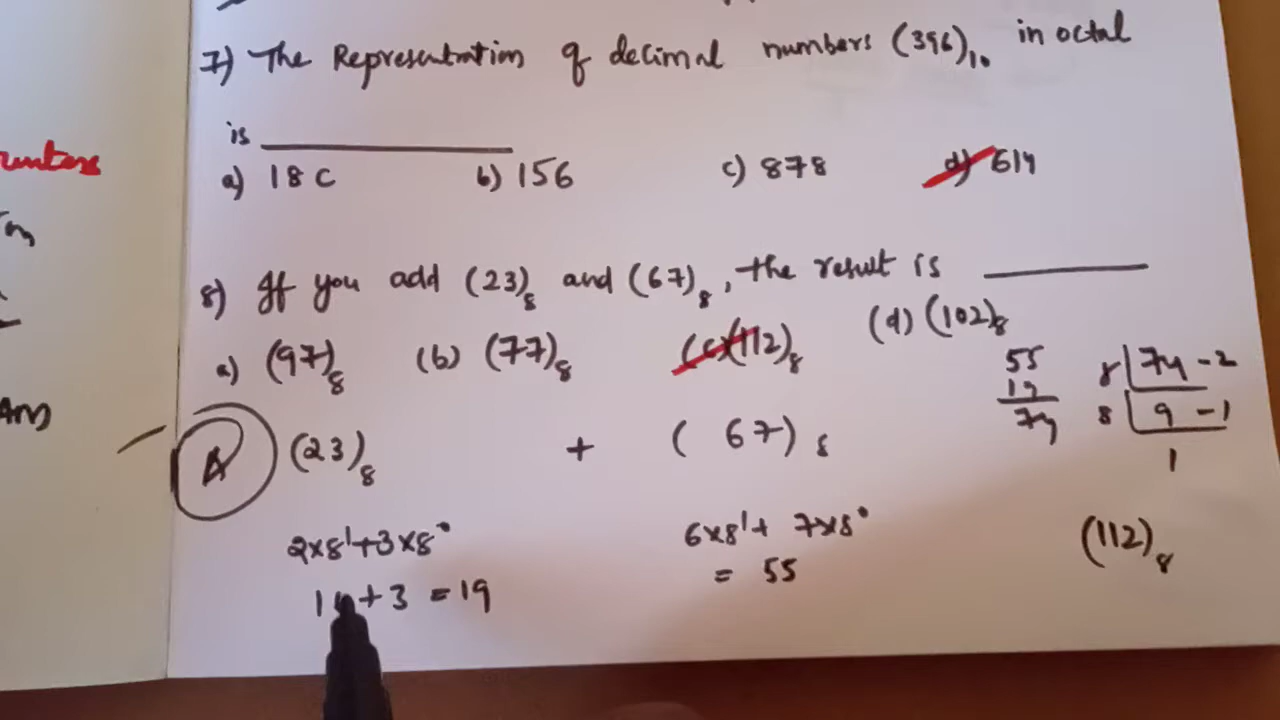 7) The Representation of decimal numbers (396)₁₀ in octal
is ____________
a) 18C b) 156 c) 878 d) 614
8) If you add (23)₈ and (67)₈, the result is ____________
a) (97)₈ (b) (77)₈ (c) (112)₈ (d) (102)₈
55
19
74
8 74 - 2
8 9 - 1
1
A (23)₈ + (67)₈
2×8¹+3×8⁰
6×8¹+ 7×8⁰
+3 = 19
= 55
(112)₈
Ans